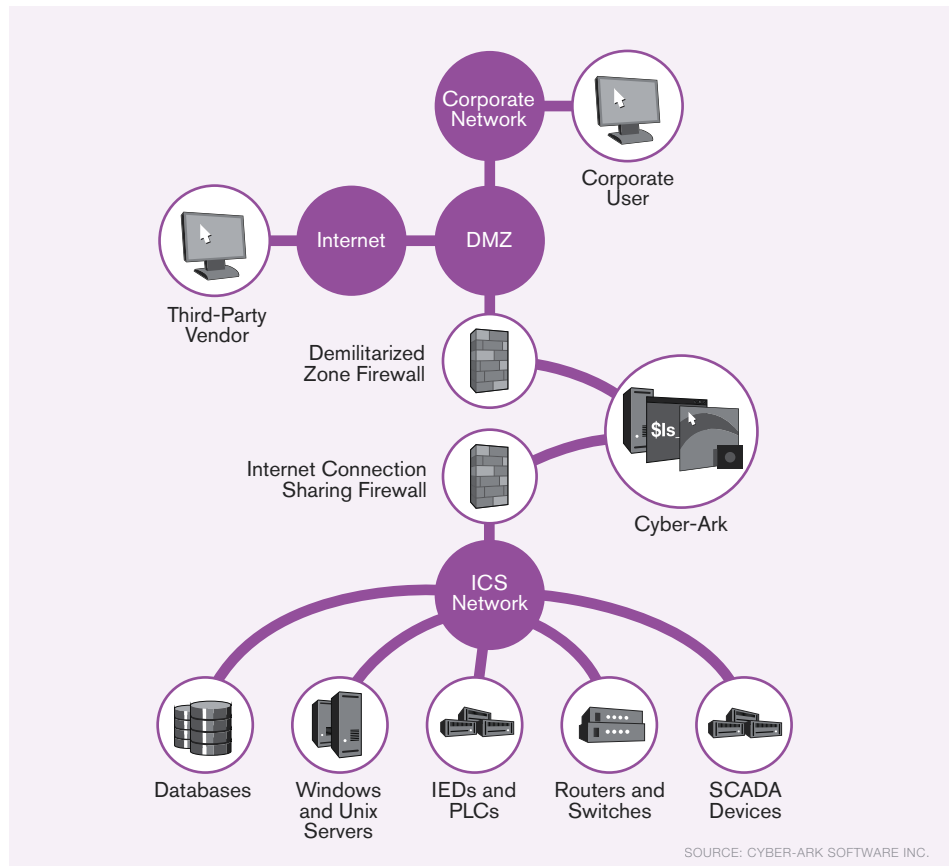 Corporate
Network
Corporate
User
Internet
DMZ
Third-Party
Vendor
Demilitarized
Zone Firewall
$ls_
Internet Connection
Sharing Firewall
Cyber-Ark
ICS
Network
Databases
Windows
and Unix
Servers
IEDs and
PLCs
Routers and
Switches
SCADA
Devices
SOURCE: CYBER-ARK SOFTWARE INC.